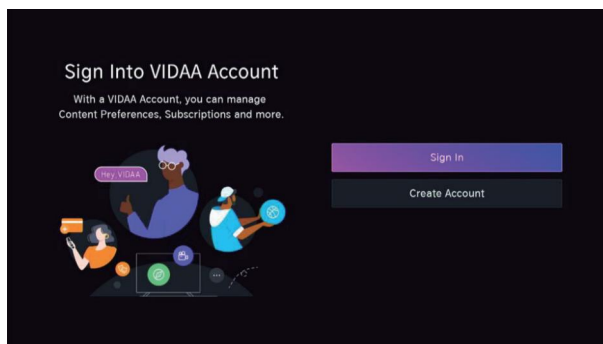 Sign Into VIDAA Account
With a VIDAA Account, you can manage
Content Preferences, Subscriptions and more.
Hey VIDAA
Sign In
Create Account